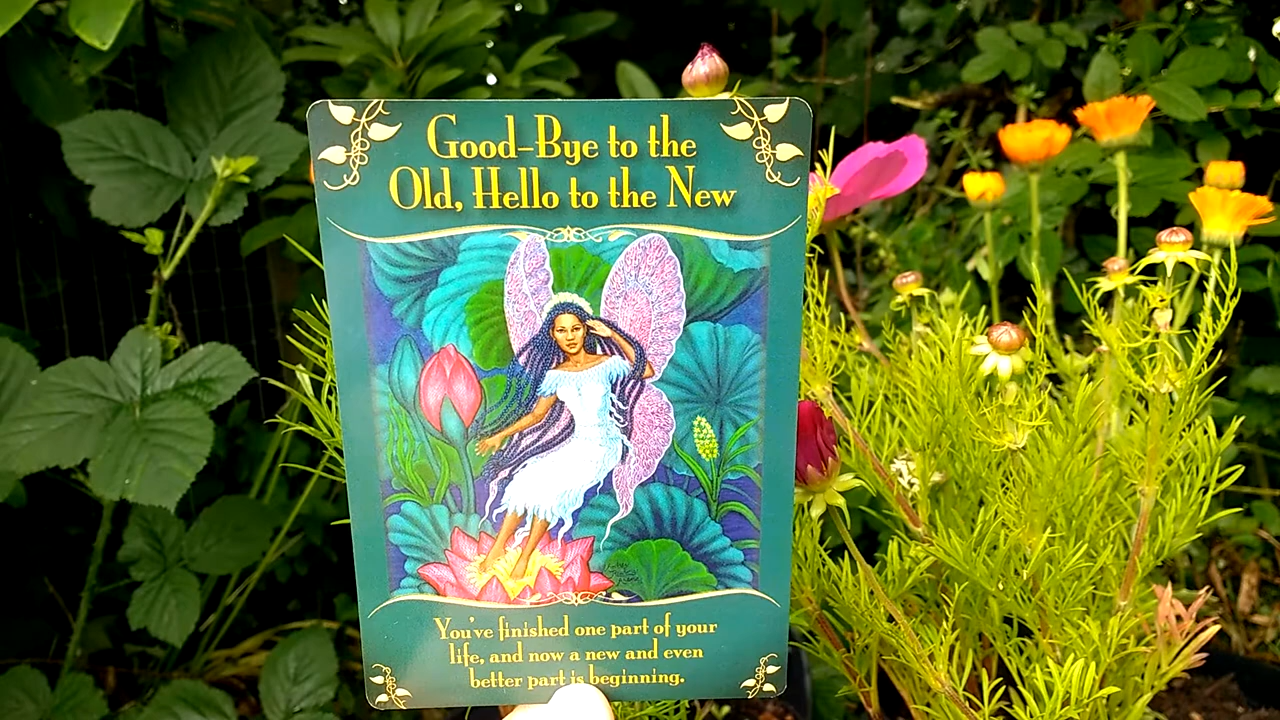 Good-Bye to the
Old, Hello to the New
You've finished one part of your
life, and now a new and even
better part is beginning.